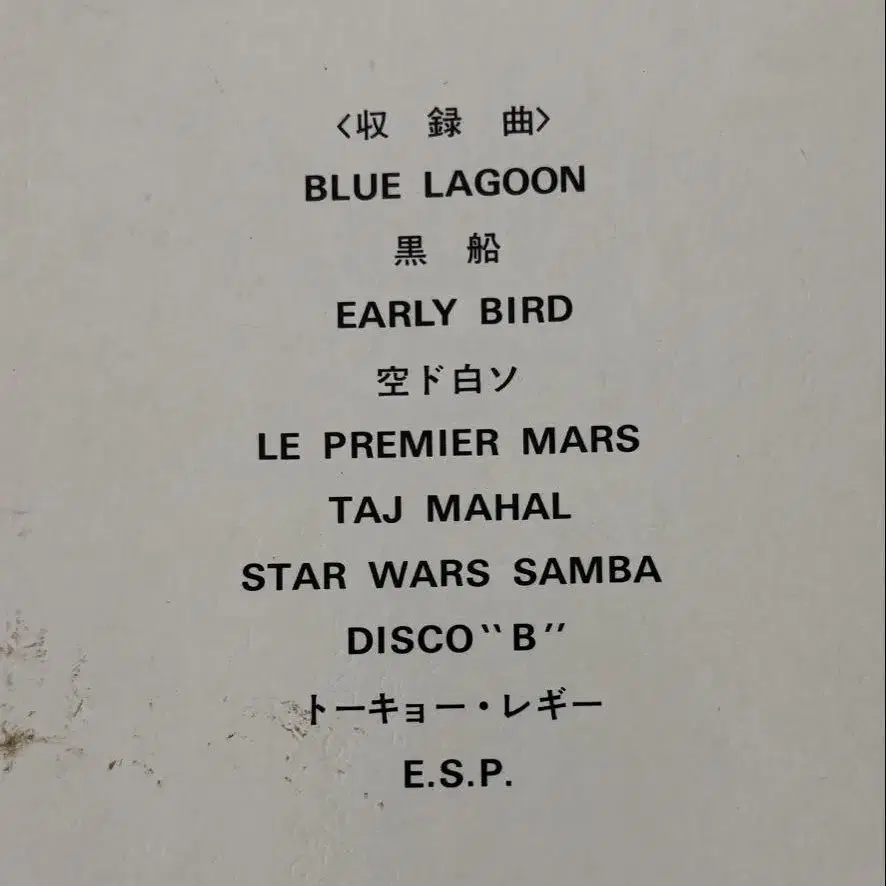 〈収 録 曲〉
BLUE LAGOON
黒 船
EARLY BIRD
空ド白ソ
LE PREMIER MARS
TAJ MAHAL
STAR WARS SAMBA
DISCO “B”
トーキョー・レギー
E.S.P.